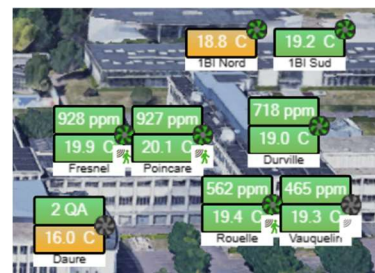 18.8 C
19.2 C
1BI Nord
1BI Sud
928 ppm
927 ppm
718 ppm
19.9 C
20.1 C
19.0 C
Fresnel
Poincare
Durville
562 ppm
465 ppm
2 QA
19.4 C
19.3 C
16.0 C
Rouelle
Vauquelin
Daure